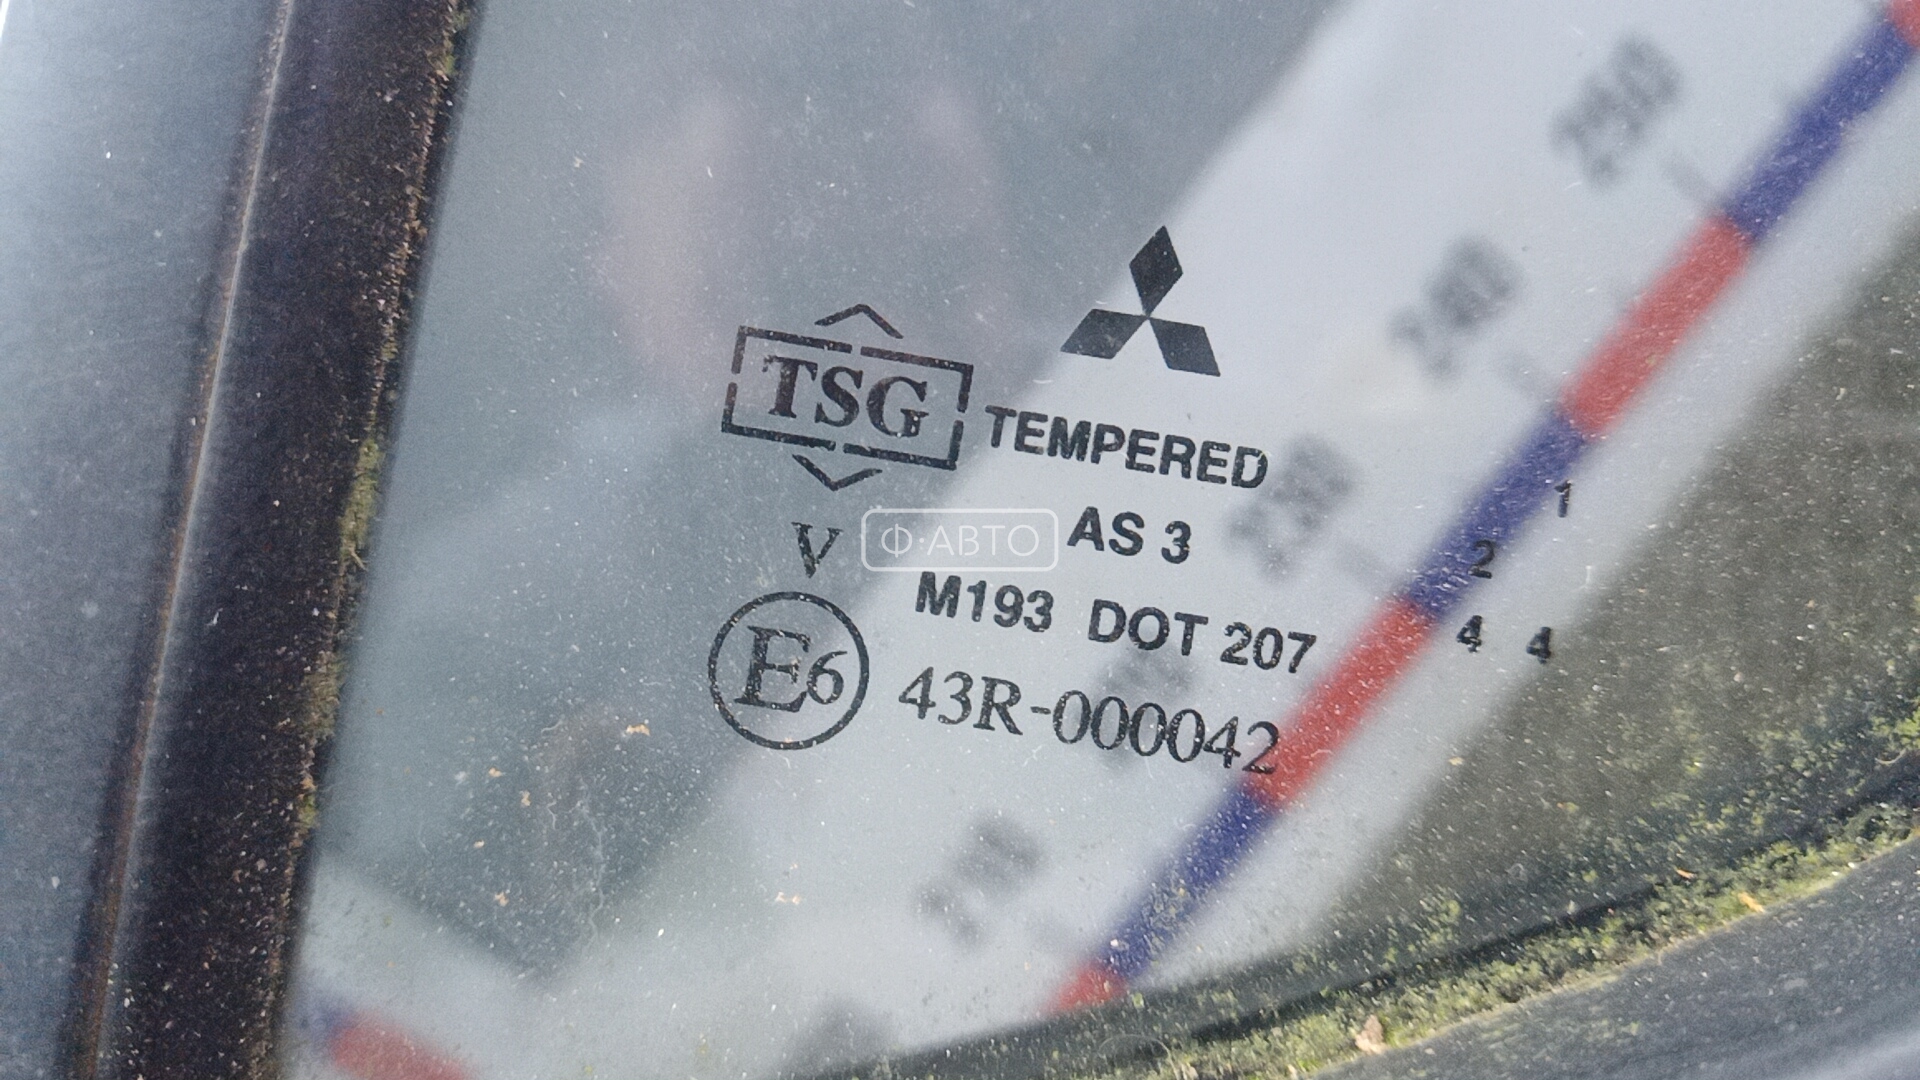 TSG TEMPERED
V AS 3
M193 DOT 207
E6 43R-000042
1
2
4 4
Ф·АВТО